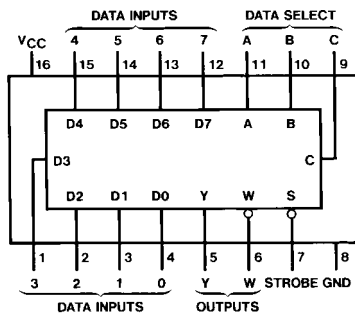 DATA INPUTS DATA SELECT
VCC 4 5 6 7 A B C
16 15 14 13 12 11 10 9
D4 D5 D6 D7 A B
D3 C
D2 D1 D0 Y W S
1 2 3 4 5 6 7 8
3 2 1 0 Y W STROBE GND
DATA INPUTS OUTPUTS